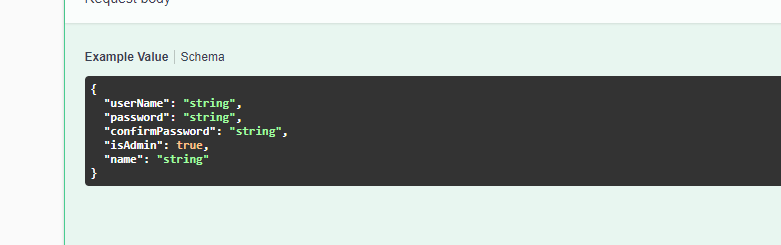 Request body
Example Value | Schema
{
  "userName": "string",
  "password": "string",
  "confirmPassword": "string",
  "isAdmin": true,
  "name": "string"
}